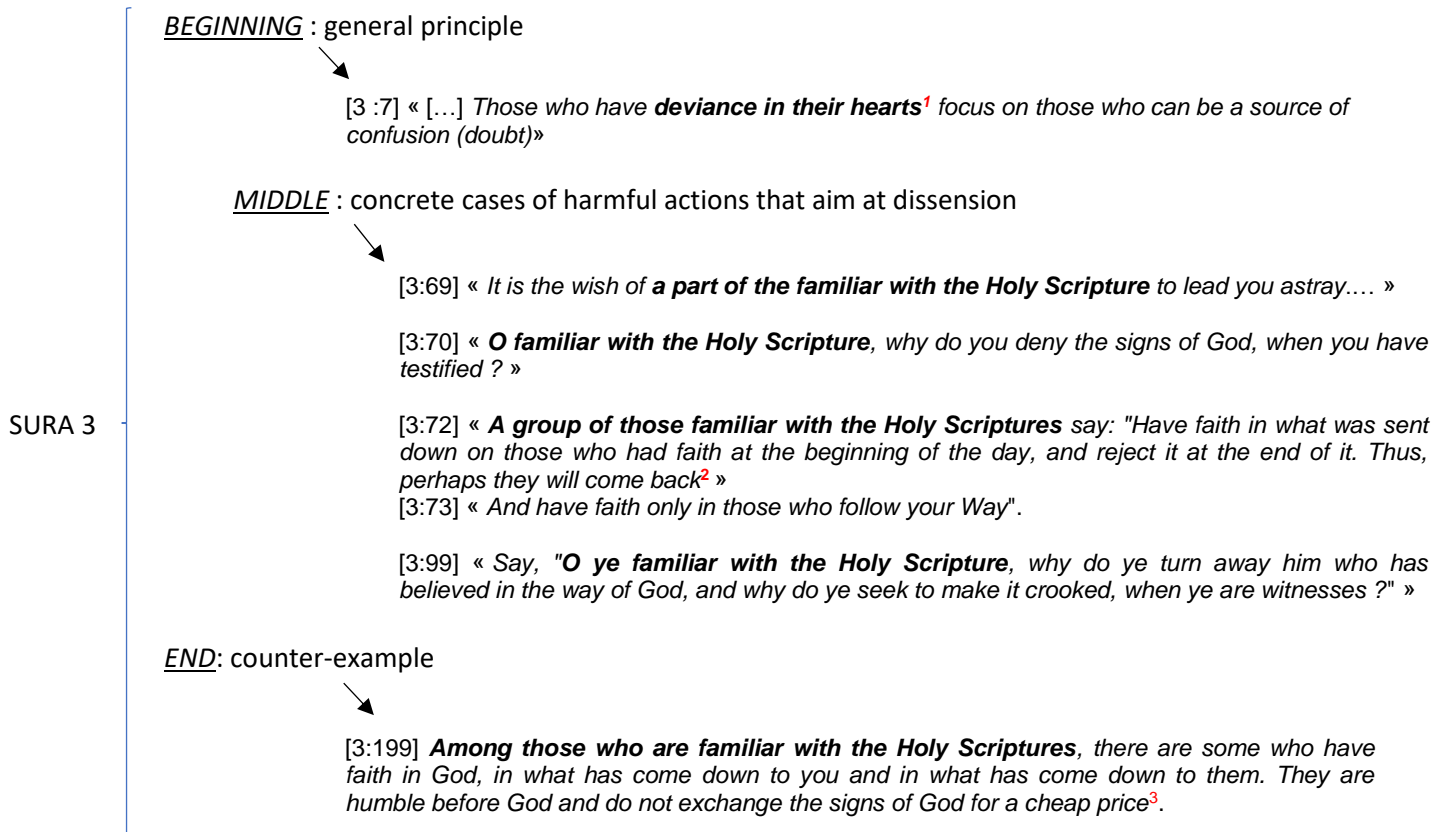 BEGINNING : general principle
[3 :7] « […] Those who have deviance in their hearts1 focus on those who can be a source of
confusion (doubt)»
MIDDLE : concrete cases of harmful actions that aim at dissension
[3:69] « It is the wish of a part of the familiar with the Holy Scripture to lead you astray.… »
[3:70] « O familiar with the Holy Scripture, why do you deny the signs of God, when you have
testified ? »
SURA 3
[3:72] « A group of those familiar with the Holy Scriptures say: "Have faith in what was sent
down on those who had faith at the beginning of the day, and reject it at the end of it. Thus,
perhaps they will come back2 »
[3:73] « And have faith only in those who follow your Way".
[3:99] « Say, "O ye familiar with the Holy Scripture, why do ye turn away him who has
believed in the way of God, and why do ye seek to make it crooked, when ye are witnesses ?" »
END: counter-example
[3:199] Among those who are familiar with the Holy Scriptures, there are some who have
faith in God, in what has come down to you and in what has come down to them. They are
humble before God and do not exchange the signs of God for a cheap price3.